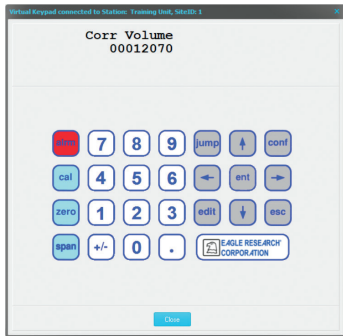 Virtual Keypad connected to Station: Training Unit, SiteID: 1
Corr Volume
00012070
7 8 9 jump conf
cal 4 5 6 ent
zero 1 2 3 edit esc
span +/- 0 . EAGLE RESEARCH CORPORATION
Close